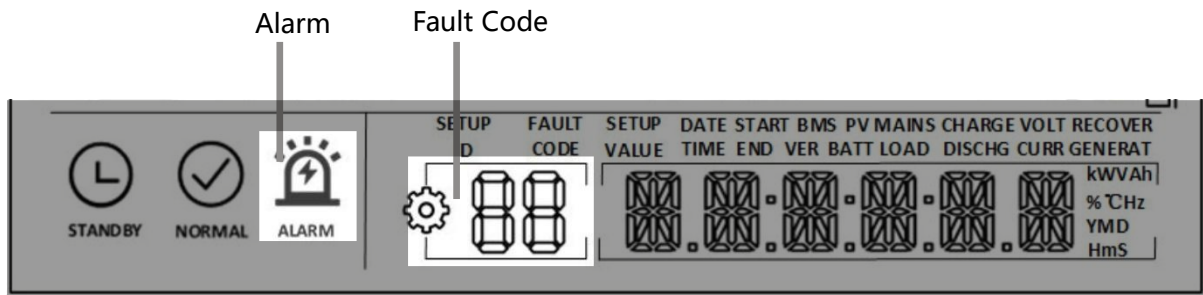 Alarm Fault Code
SETUP FAULT SETUP DATE START BMS PV MAINS CHARGE VOLT RECOVER
D CODE VALUE TIME END VER BATT LOAD DISCHG CURR GENERAT
kWVAh
% ℃Hz
YMD
HmS
STANDBY NORMAL ALARM